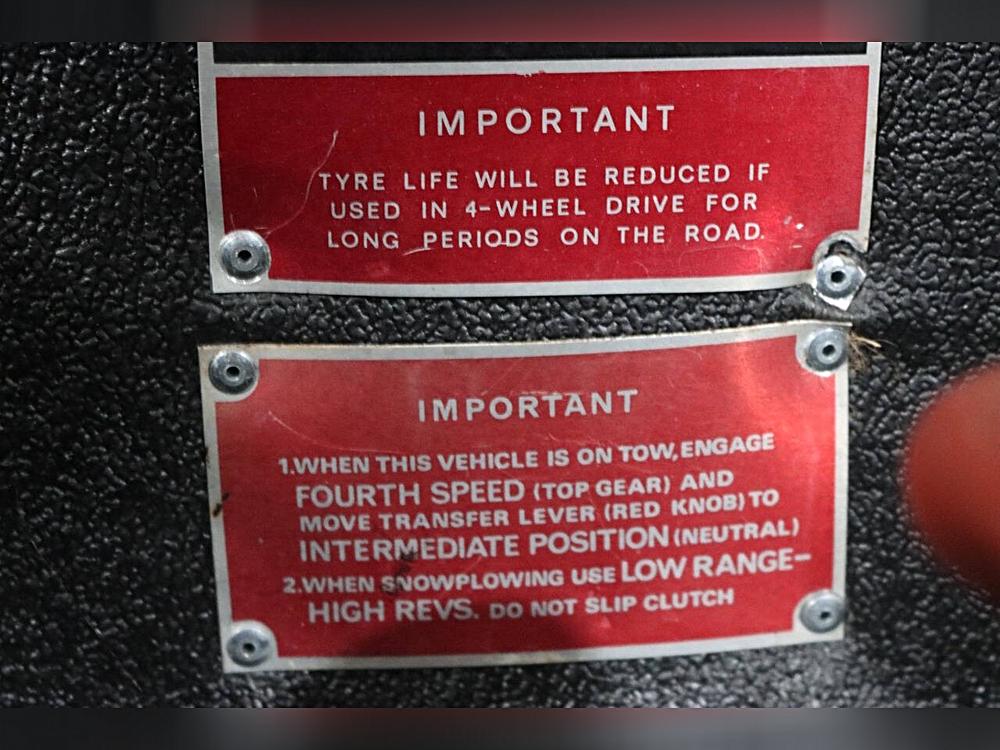 IMPORTANT
TYRE LIFE WILL BE REDUCED IF
USED IN 4-WHEEL DRIVE FOR
LONG PERIODS ON THE ROAD.
IMPORTANT
1.WHEN THIS VEHICLE IS ON TOW, ENGAGE
FOURTH SPEED (TOP GEAR) AND
MOVE TRANSFER LEVER (RED KNOB) TO
INTERMEDIATE POSITION (NEUTRAL)
2.WHEN SNOWPLOWING USE LOW RANGE-
HIGH REVS. DO NOT SLIP CLUTCH